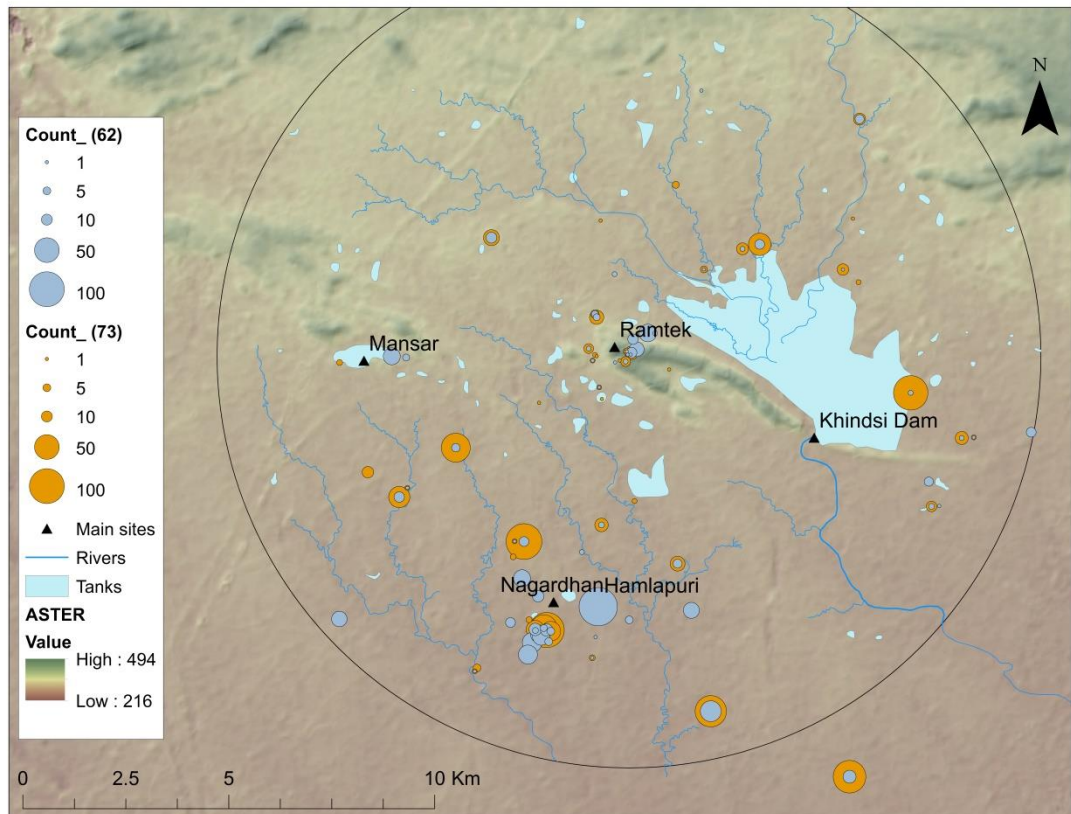 N
Count_ (62)
1
5
10
50
100
Count_ (73)
1
5
10
50
100
Main sites
Rivers
Tanks
ASTER
Value
High : 494
Low : 216
Mansar
Ramtek
Khindsi Dam
NagardhanHamlapuri
0 2.5 5 10 Km